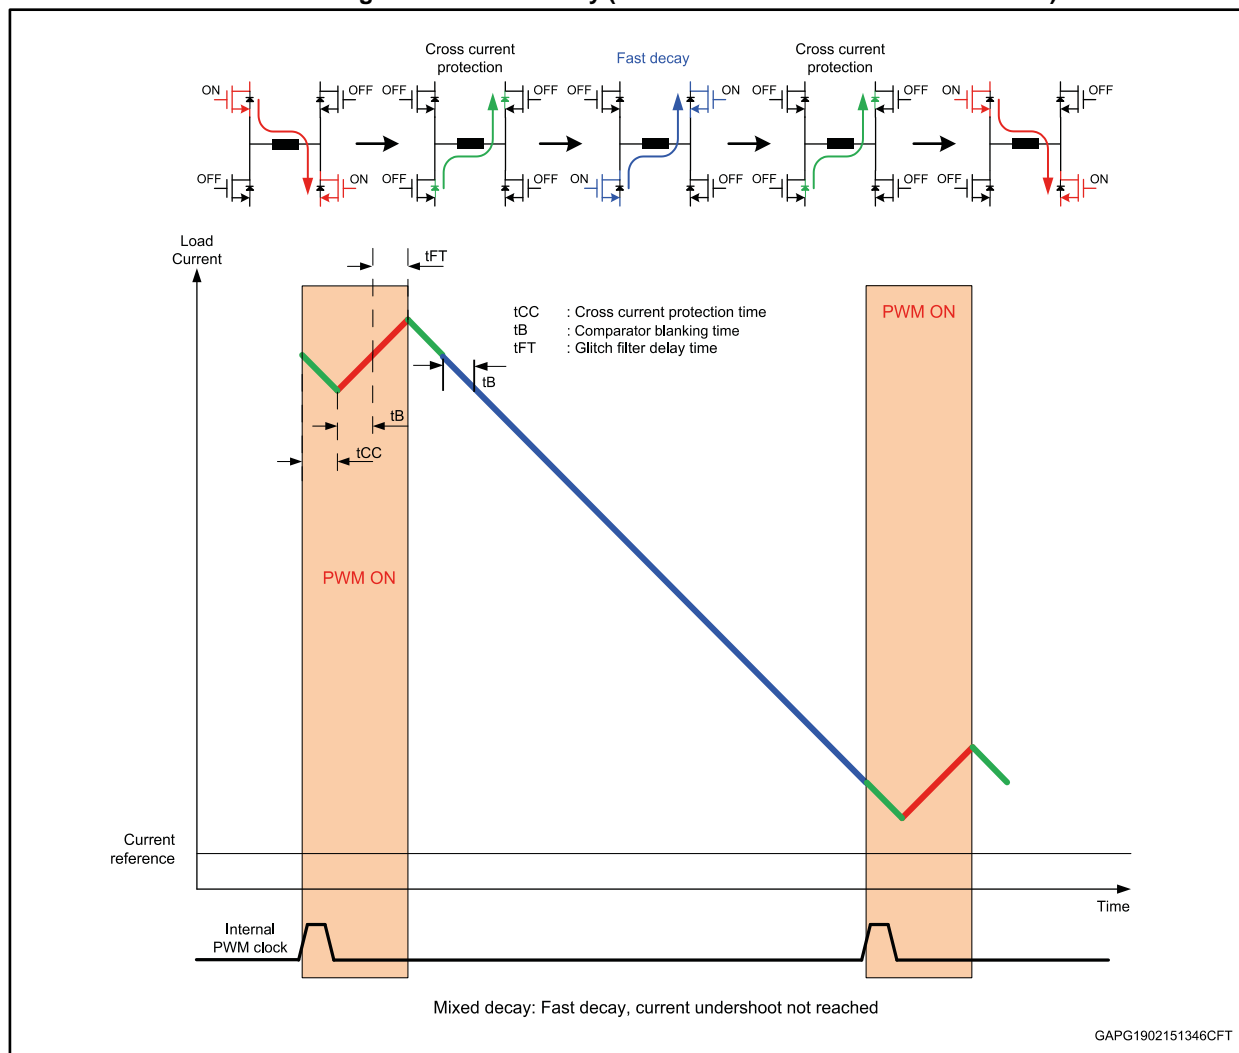 Cross current
protection
Fast decay
Cross current
protection
ON OFF OFF OFF OFF ON OFF OFF ON OFF
OFF ON OFF OFF ON OFF OFF OFF OFF ON
Load
Current
tFT
tCC : Cross current protection time
tB : Comparator blanking time
tFT : Glitch filter delay time
PWM ON
tB
tB
tCC
PWM ON
Current
reference
Time
Internal
PWM clock
Mixed decay: Fast decay, current undershoot not reached
GAPG1902151346CFT